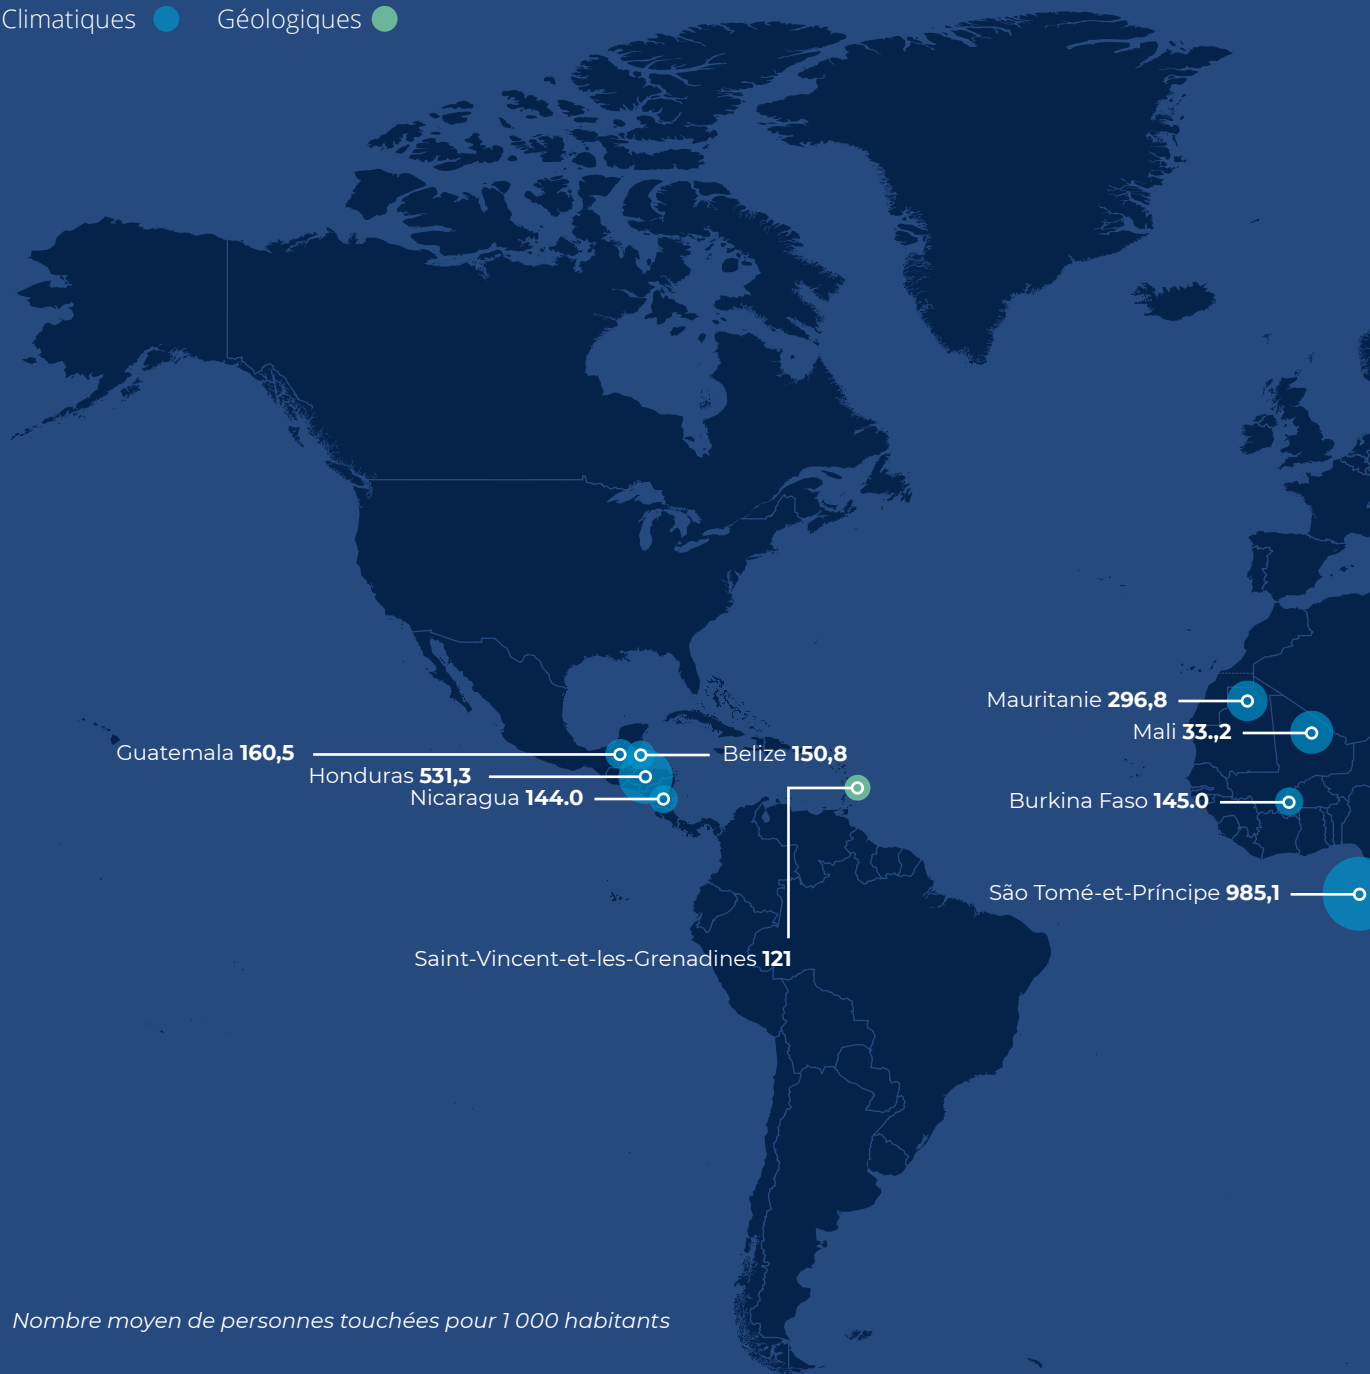 Climatiques
Géologiques
Mauritanie 296,8
Mali 33.,2
Guatemala 160,5
Belize 150,8
Honduras 531,3
Nicaragua 144.0
Burkina Faso 145.0
São Tomé-et-Príncipe 985,1
Saint-Vincent-et-les-Grenadines 121
Nombre moyen de personnes touchées pour 1 000 habitants